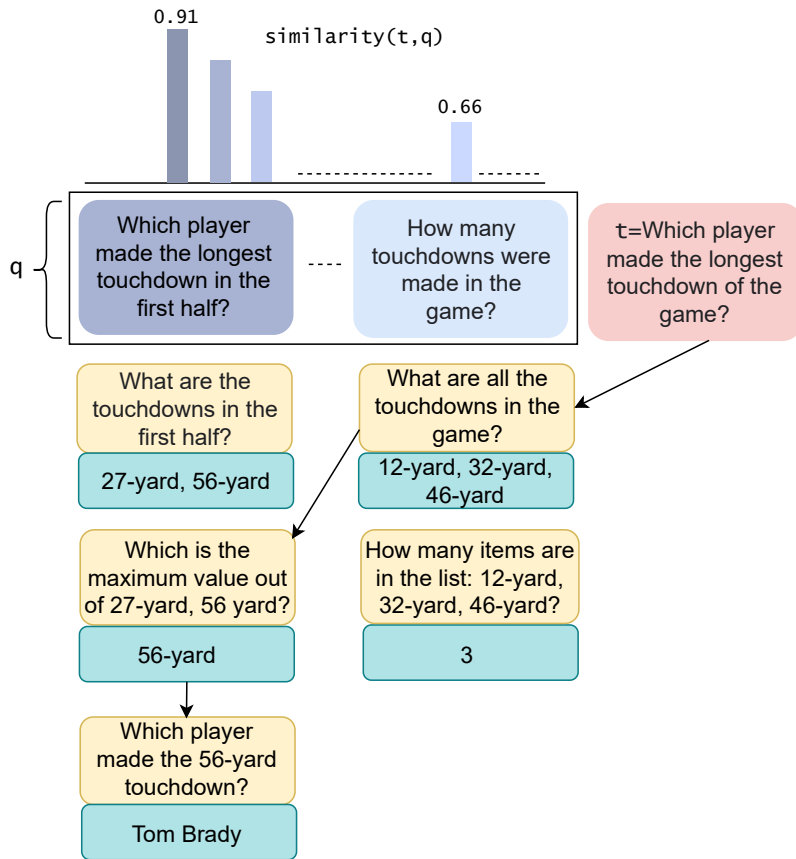 0.91
similarity(t,q)
0.66
q
Which player
made the longest
touchdown in the
first half?
How many
touchdowns were
made in the
game?
t=Which player
made the longest
touchdown of the
game?
What are the
touchdowns in the
first half?
27-yard, 56-yard
What are all the
touchdowns in the
game?
12-yard, 32-yard,
46-yard
Which is the
maximum value out
of 27-yard, 56 yard?
56-yard
How many items are
in the list: 12-yard,
32-yard, 46-yard?
3
Which player
made the 56-yard
touchdown?
Tom Brady